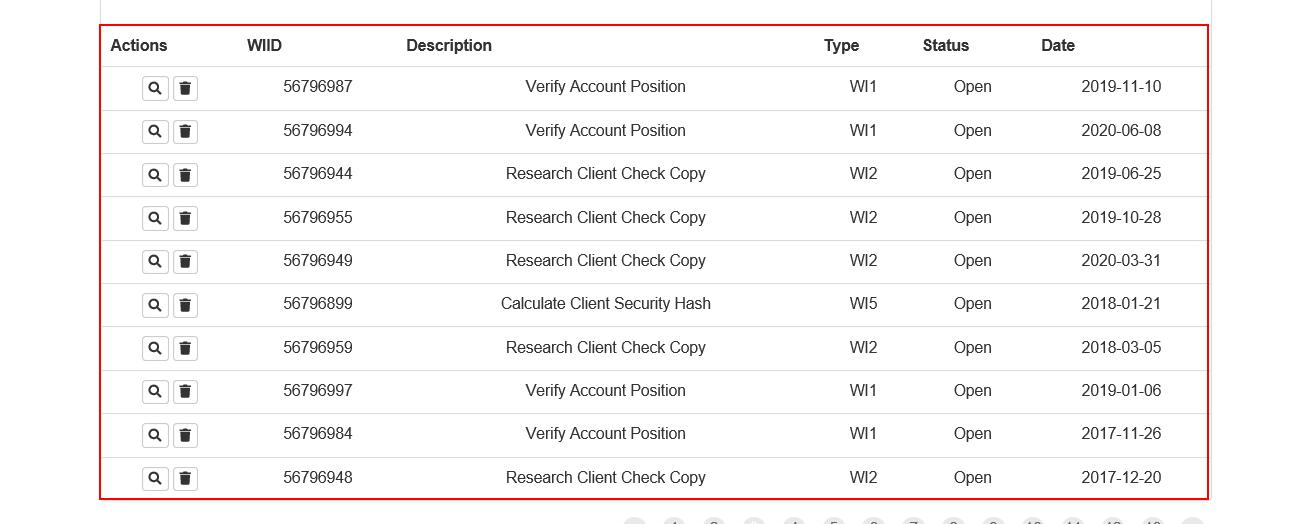 Actions WIID Description Type Status Date
56796987 Verify Account Position WI1 Open 2019-11-10
56796994 Verify Account Position WI1 Open 2020-06-08
56796944 Research Client Check Copy WI2 Open 2019-06-25
56796955 Research Client Check Copy WI2 Open 2019-10-28
56796949 Research Client Check Copy WI2 Open 2020-03-31
56796899 Calculate Client Security Hash WI5 Open 2018-01-21
56796959 Research Client Check Copy WI2 Open 2018-03-05
56796997 Verify Account Position WI1 Open 2019-01-06
56796984 Verify Account Position WI1 Open 2017-11-26
56796948 Research Client Check Copy WI2 Open 2017-12-20